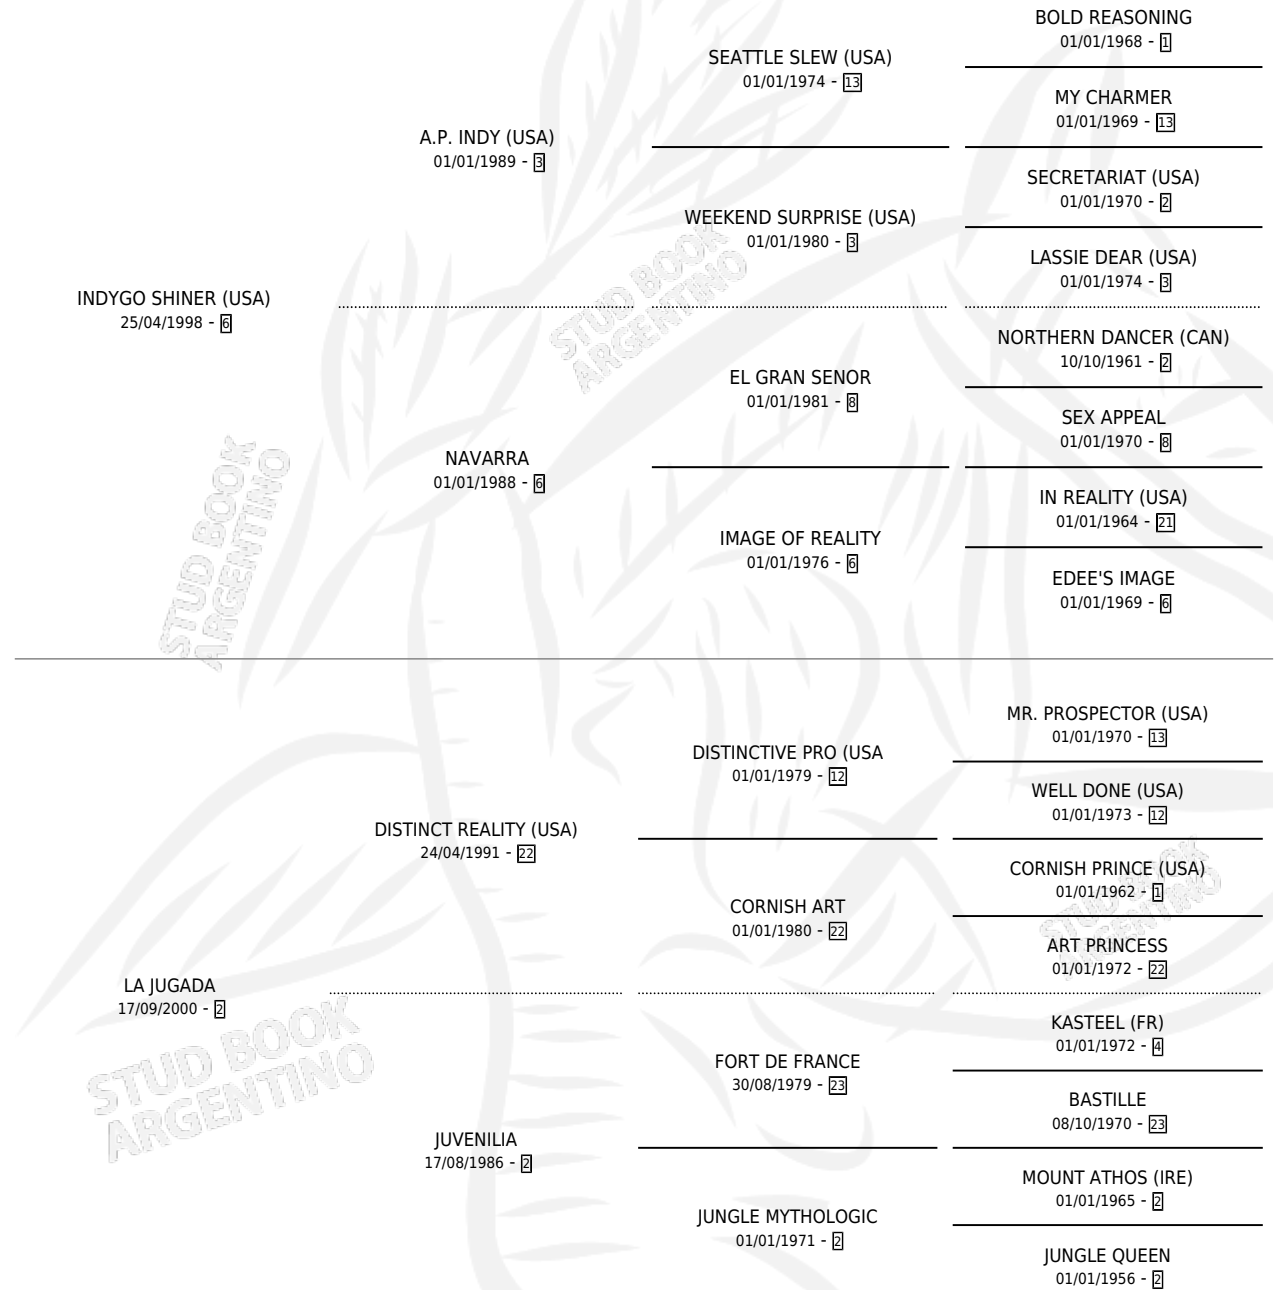 BOLD REASONING
01/01/1968 - 1
SEATTLE SLEW (USA)
01/01/1974 - 13
MY CHARMER
01/01/1969 - 13
A.P. INDY (USA)
01/01/1989 - 3
SECRETARIAT (USA)
01/01/1970 - 2
WEEKEND SURPRISE (USA)
01/01/1980 - 3
LASSIE DEAR (USA)
01/01/1974 - 3
INDYGO SHINER (USA)
25/04/1998 - 6
NORTHERN DANCER (CAN)
10/10/1961 - 2
EL GRAN SENOR
01/01/1981 - 8
SEX APPEAL
01/01/1970 - 8
NAVARRA
01/01/1988 - 6
IN REALITY (USA)
01/01/1964 - 21
IMAGE OF REALITY
01/01/1976 - 6
EDEE'S IMAGE
01/01/1969 - 6
MR. PROSPECTOR (USA)
01/01/1970 - 13
DISTINCTIVE PRO (USA
01/01/1979 - 12
WELL DONE (USA)
01/01/1973 - 12
DISTINCT REALITY (USA)
24/04/1991 - 22
CORNISH PRINCE (USA)
01/01/1962 - 1
CORNISH ART
01/01/1980 - 22
ART PRINCESS
01/01/1972 - 22
LA JUGADA
17/09/2000 - 2
KASTEEL (FR)
01/01/1972 - 4
FORT DE FRANCE
30/08/1979 - 23
BASTILLE
08/10/1970 - 23
JUVENILIA
17/08/1986 - 2
MOUNT ATHOS (IRE)
01/01/1965 - 2
JUNGLE MYTHOLOGIC
01/01/1971 - 2
JUNGLE QUEEN
01/01/1956 - 2
STUD BOOK
ARGENTINO
STUD BOOK
ARGENTINO
STUD BOOK
ARGENTINO
STUD BOOK
ARGENTINO